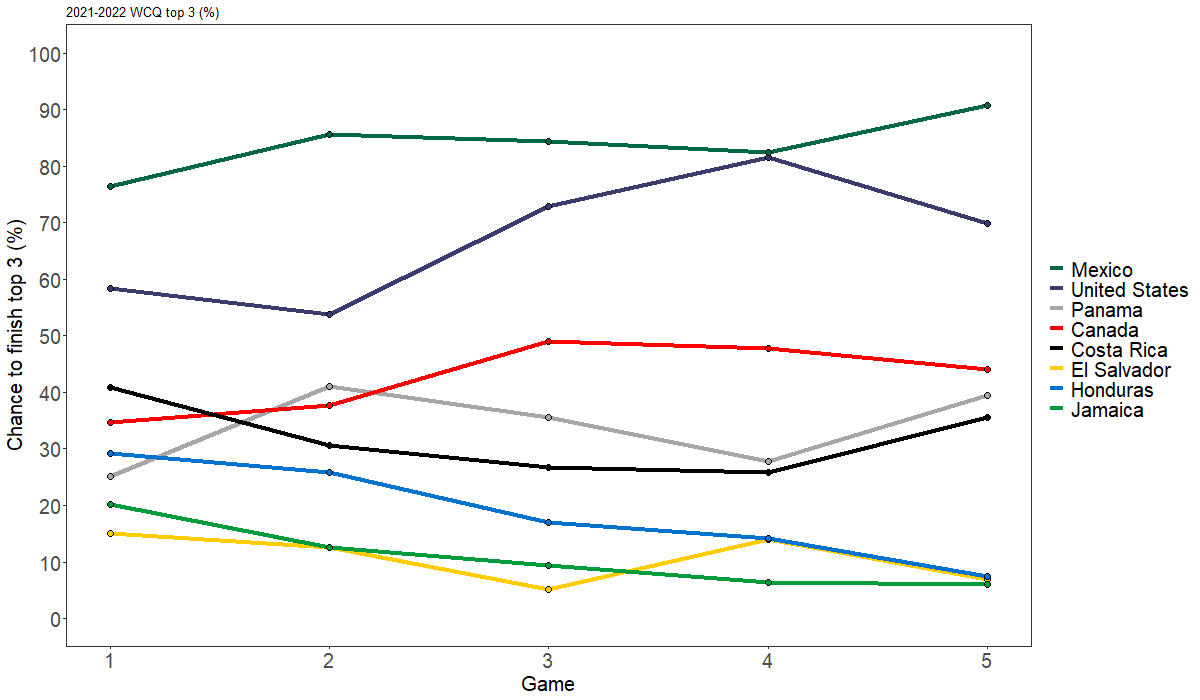 2021-2022 WCQ top 3 (%)
100
90
80
70
60
50
40
30
20
10
0
Chance to finish top 3 (%)
1 2 3 4 5
Game
Mexico
United States
Panama
Canada
Costa Rica
El Salvador
Honduras
Jamaica